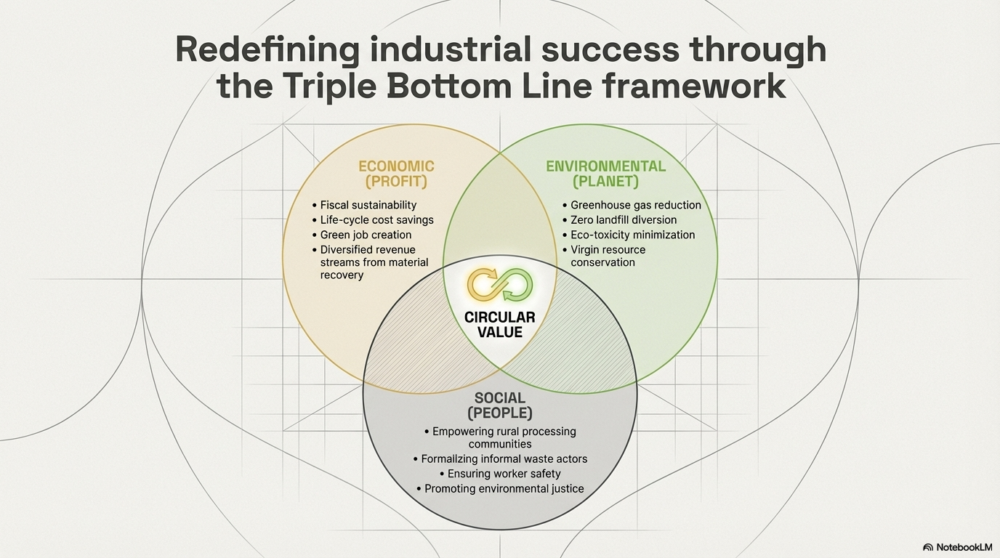 Redefining industrial success through
the Triple Bottom Line framework
ECONOMIC
(PROFIT)
• Fiscal sustainability
• Life-cycle cost savings
• Green job creation
• Diversified revenue
streams from material
recovery
ENVIRONMENTAL
(PLANET)
• Greenhouse gas reduction
• Zero landfill diversion
• Eco-toxicity minimization
• Virgin resource
conservation
CIRCULAR
VALUE
SOCIAL
(PEOPLE)
• Empowering rural processing
communities
• Formailzing informal waste actors
• Ensuring worker safety
• Promoting environmental justice
NotebookLM